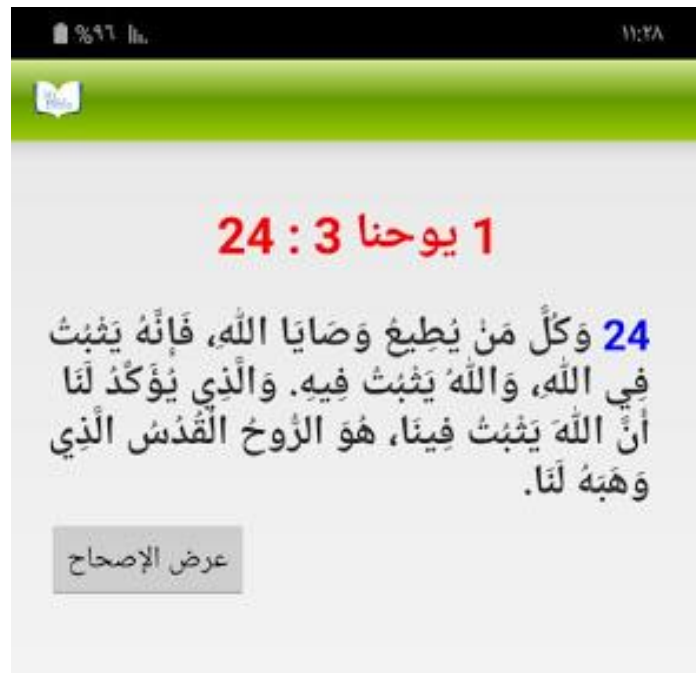 %٩٦ ١١:٢٨
1 يوحنا 3 : 24
24 وَكُلُّ مَنْ يُطِيعُ وَصَايَا اللهِ، فَإِنَّهُ يَثْبُتُ
فِي اللهِ، وَاللهُ يَثْبُتُ فِيهِ. وَالَّذِي يُؤَكِّدُ لَنَا
أَنَّ اللهَ يَثْبُتُ فِينَا، هُوَ الرُّوحُ الْقُدُسُ الَّذِي
وَهَبَهُ لَنَا.
عرض الإصحاح